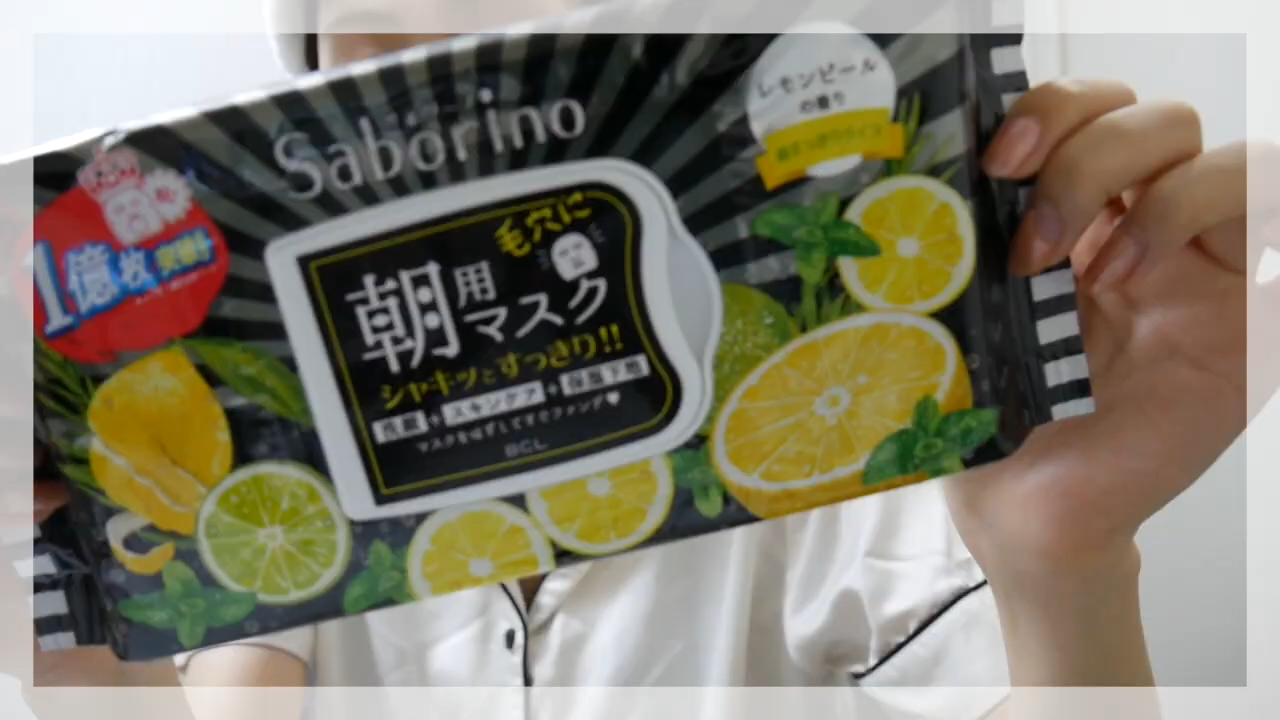 Saborino
レモンピール
の香り
1億枚突破!!
毛穴に
朝用
マスク
シャキッとすっきり!!
洗顔+スキンケア+保湿下地
BCL